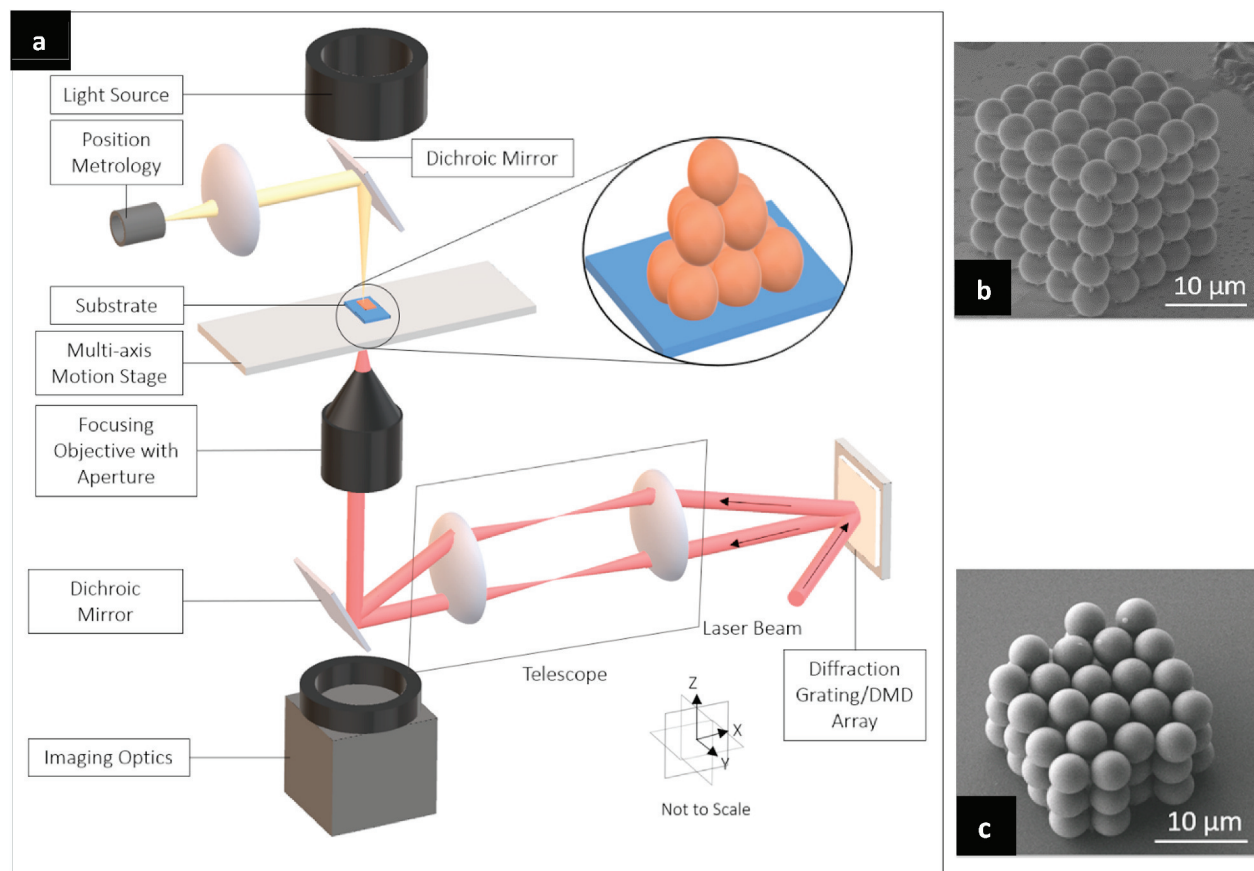 a
Light Source
Position
Metrology
Dichroic Mirror
Substrate
Multi-axis
Motion Stage
Focusing
Objective with
Aperture
Dichroic
Mirror
Laser Beam
Telescope
Diffraction
Grating/DMD
Array
Imaging Optics
Z
X
Y
Not to Scale
b
10 µm
c
10 µm